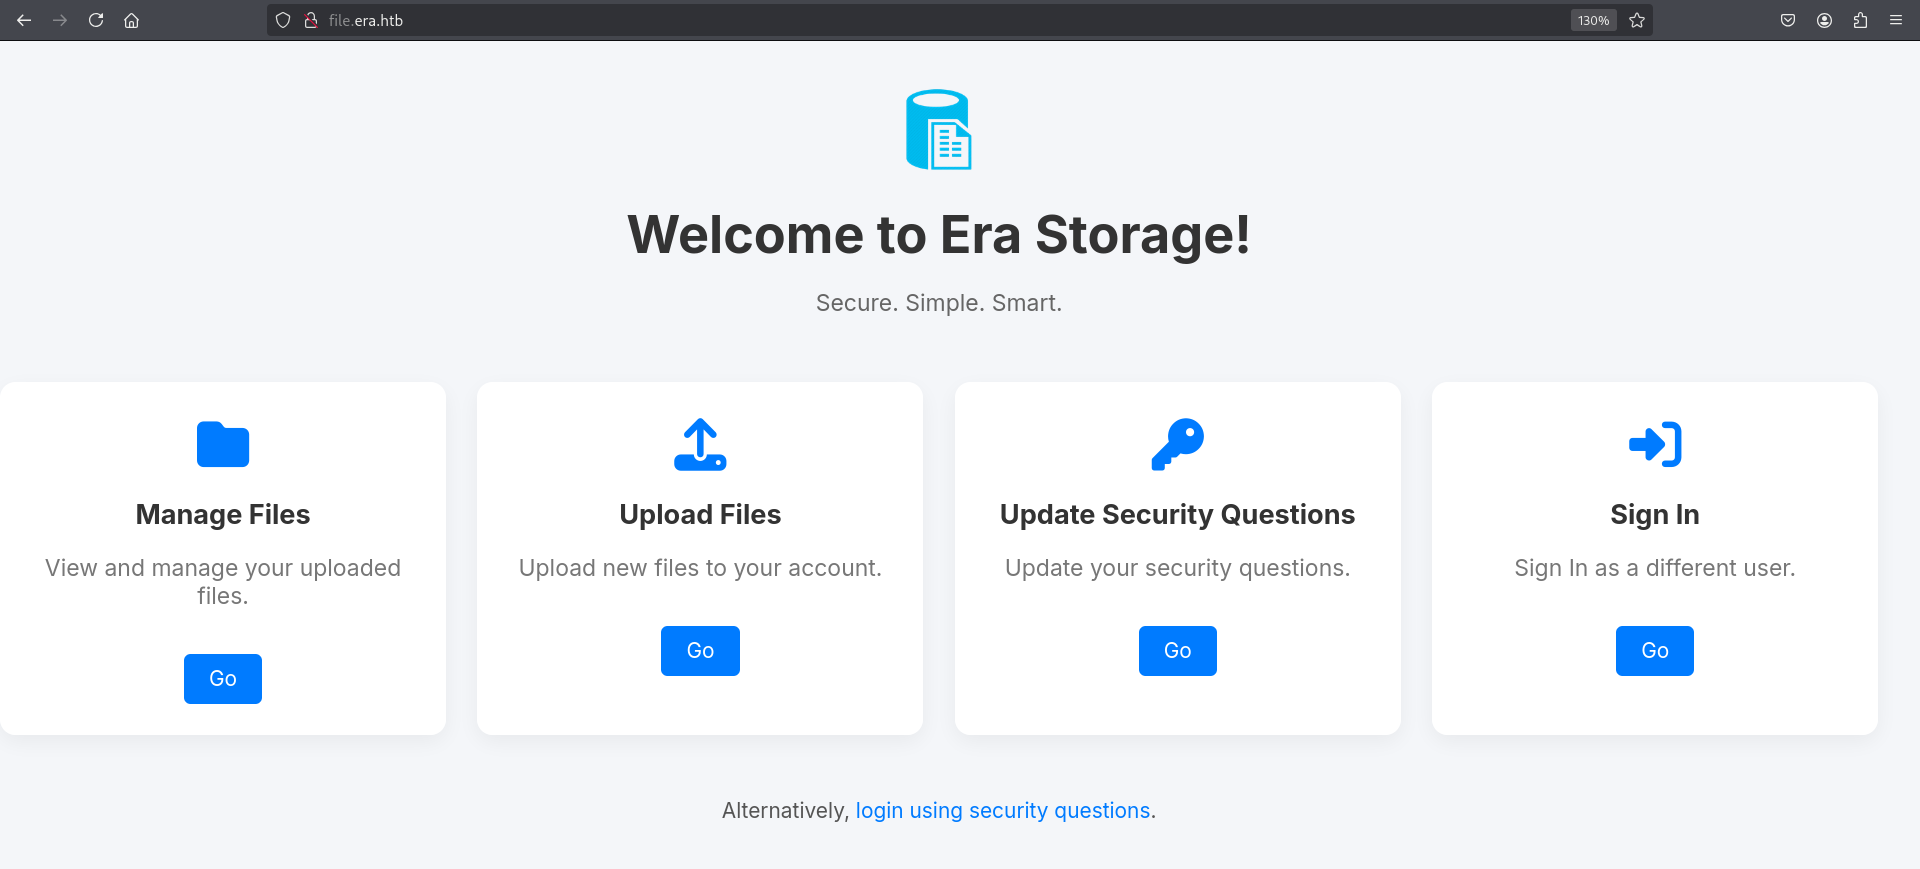 file.era.htb
130%
Welcome to Era Storage!
Secure. Simple. Smart.
Manage Files
View and manage your uploaded
files.
Go
Upload Files
Upload new files to your account.
Go
Update Security Questions
Update your security questions.
Go
Sign In
Sign In as a different user.
Go
Alternatively, login using security questions.